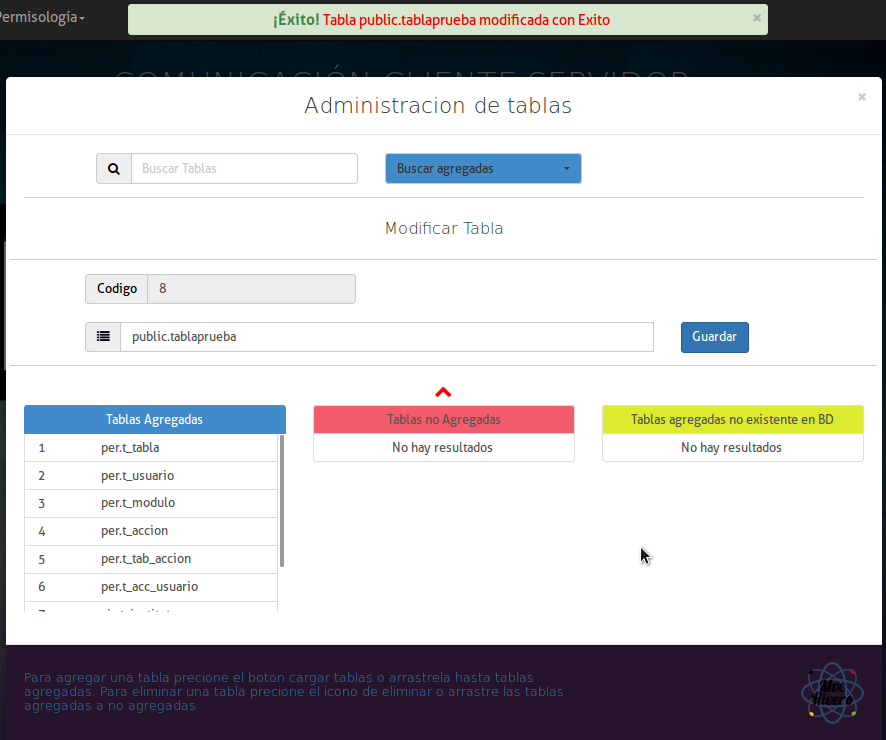 Permisología
¡Éxito! Tabla public.tablaprueba modificada con Exito
×
COMUNICACIÓN CLIENTE SERVIDOR
Administracion de tablas
×
Buscar Tablas
Buscar agregadas
Modificar Tabla
Codigo 8
public.tablaprueba
Guardar
Tablas Agregadas
1 per.t_tabla
2 per.t_usuario
3 per.t_modulo
4 per.t_accion
5 per.t_tab_accion
6 per.t_acc_usuario
7
Tablas no Agregadas
No hay resultados
Tablas agregadas no existente en BD
No hay resultados
Para agregar una tabla precione el boton cargar tablas o arrastrela hasta tablas
agregadas. Para eliminar una tabla precione el icono de eliminar o arrastre las tablas
agregadas a no agregadas
Mvc
Rivero